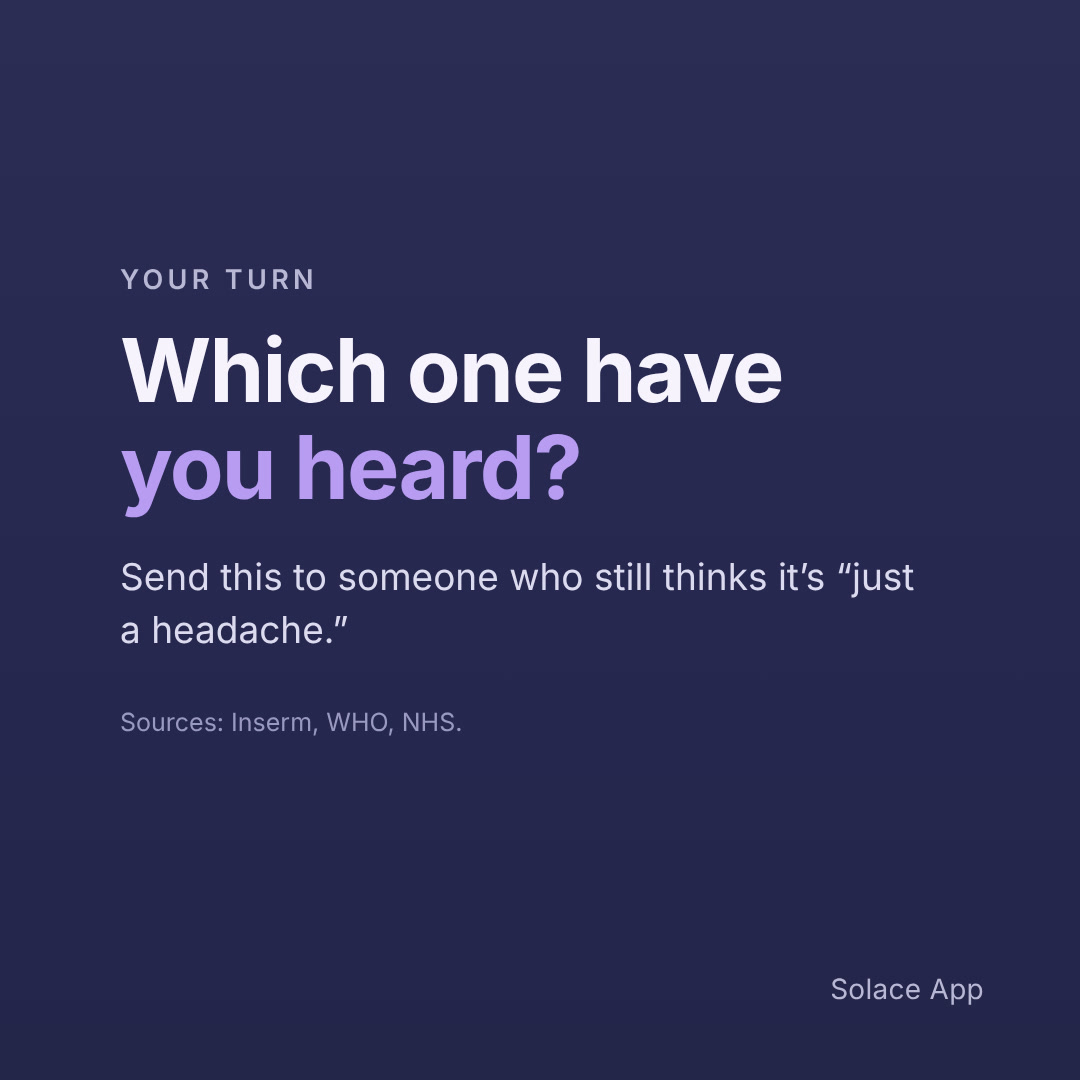 YOUR TURN
Which one have
you heard?
Send this to someone who still thinks it’s “just
a headache.”
Sources: Inserm, WHO, NHS.
Solace App